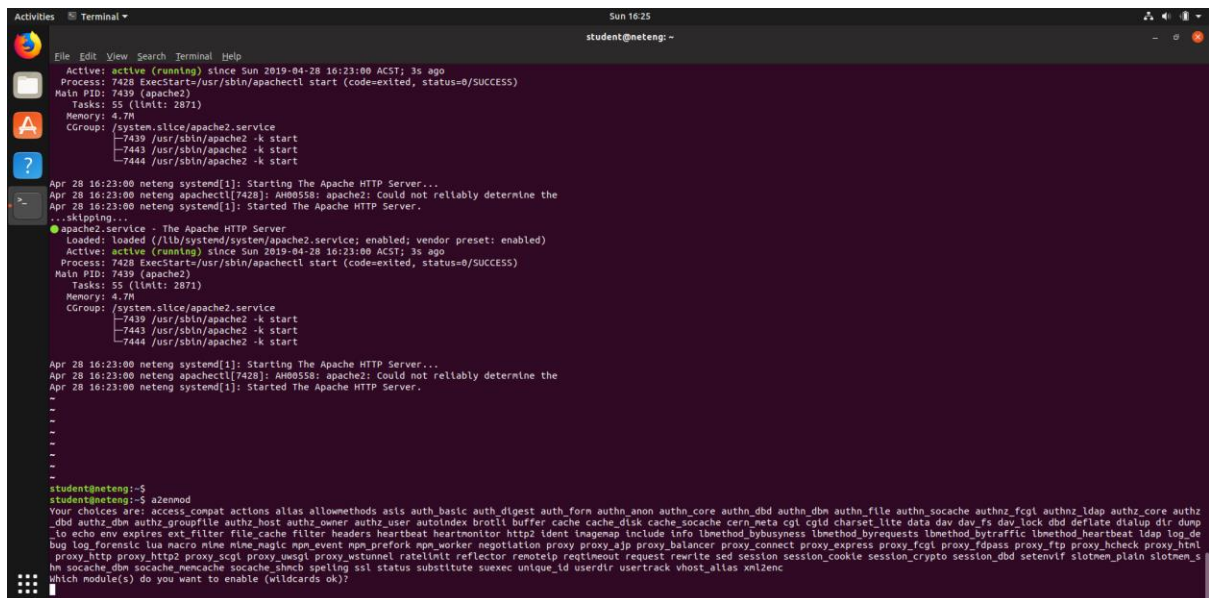 Activities Terminal Sun 16:25
student@neteng: ~
File Edit View Search Terminal Help
Active: active (running) since Sun 2019-04-28 16:23:00 ACST; 3s ago
Process: 7428 ExecStart=/usr/sbin/apachectl start (code=exited, status=0/SUCCESS)
Main PID: 7439 (apache2)
Tasks: 55 (limit: 2871)
Memory: 4.7M
CGroup: /system.slice/apache2.service
├─7439 /usr/sbin/apache2 -k start
├─7443 /usr/sbin/apache2 -k start
└─7444 /usr/sbin/apache2 -k start
Apr 28 16:23:00 neteng systemd[1]: Starting The Apache HTTP Server...
Apr 28 16:23:00 neteng apachectl[7428]: AH00558: apache2: Could not reliably determine the
Apr 28 16:23:00 neteng systemd[1]: Started The Apache HTTP Server.
...skipping...
● apache2.service - The Apache HTTP Server
Loaded: loaded (/lib/systemd/system/apache2.service; enabled; vendor preset: enabled)
Active: active (running) since Sun 2019-04-28 16:23:00 ACST; 3s ago
Process: 7428 ExecStart=/usr/sbin/apachectl start (code=exited, status=0/SUCCESS)
Main PID: 7439 (apache2)
Tasks: 55 (limit: 2871)
Memory: 4.7M
CGroup: /system.slice/apache2.service
├─7439 /usr/sbin/apache2 -k start
├─7443 /usr/sbin/apache2 -k start
└─7444 /usr/sbin/apache2 -k start
Apr 28 16:23:00 neteng systemd[1]: Starting The Apache HTTP Server...
Apr 28 16:23:00 neteng apachectl[7428]: AH00558: apache2: Could not reliably determine the
Apr 28 16:23:00 neteng systemd[1]: Started The Apache HTTP Server.
~
~
~
~
~
~
~
student@neteng:~$
student@neteng:~$ a2enmod
Your choices are: access_compat actions alias allowmethods asis auth_basic auth_digest auth_form authn_anon authn_core authn_dbd authn_dbm authn_file authn_socache authnz_fcgi authnz_ldap authz_core authz
_dbd authz_dbm authz_groupfile authz_host authz_owner authz_user autoindex brotli buffer cache cache_disk cache_socache cern_meta cgi cgid charset_lite data dav dav_fs dav_lock dbd deflate dialup dir dump
_io echo env expires ext_filter file_cache filter headers heartbeat heartmonitor http2 ident imagemap include info lbmethod_bybusyness lbmethod_byrequests lbmethod_bytraffic lbmethod_heartbeat ldap log_de
bug log_forensic lua macro mime mime_magic mpm_event mpm_prefork mpm_worker negotiation proxy proxy_ajp proxy_balancer proxy_connect proxy_express proxy_fcgi proxy_fdpass proxy_ftp proxy_hcheck proxy_html
proxy_http proxy_http2 proxy_scgi proxy_uwsgi proxy_wstunnel ratelimit reflector remoteip reqtimeout request rewrite sed session session_cookie session_crypto session_dbd setenvif slotmem_plain slotmem_s
hm socache_dbm socache_memcache socache_shmcb speling ssl status substitute suexec unique_id userdir usertrack vhost_alias xml2enc
Which module(s) do you want to enable (wildcards ok)?